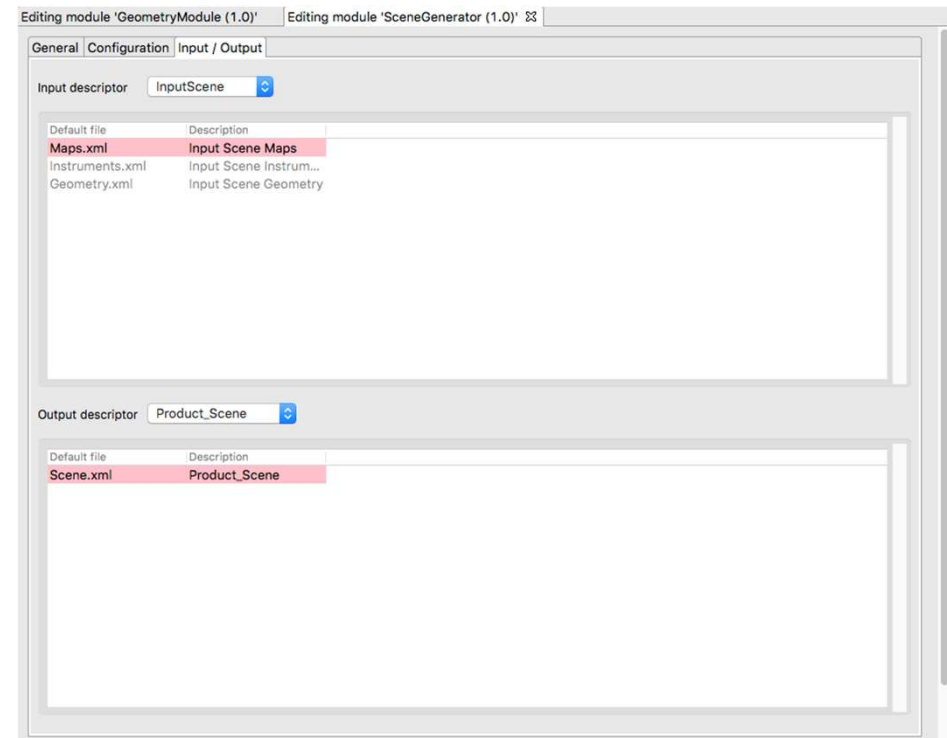 Editing module 'GeometryModule (1.0)' Editing module 'SceneGenerator (1.0)'
General Configuration Input / Output
Input descriptor InputScene
Default file Description
Maps.xml Input Scene Maps
Instruments.xml Input Scene Instrum...
Geometry.xml Input Scene Geometry
Output descriptor Product_Scene
Default file Description
Scene.xml Product_Scene